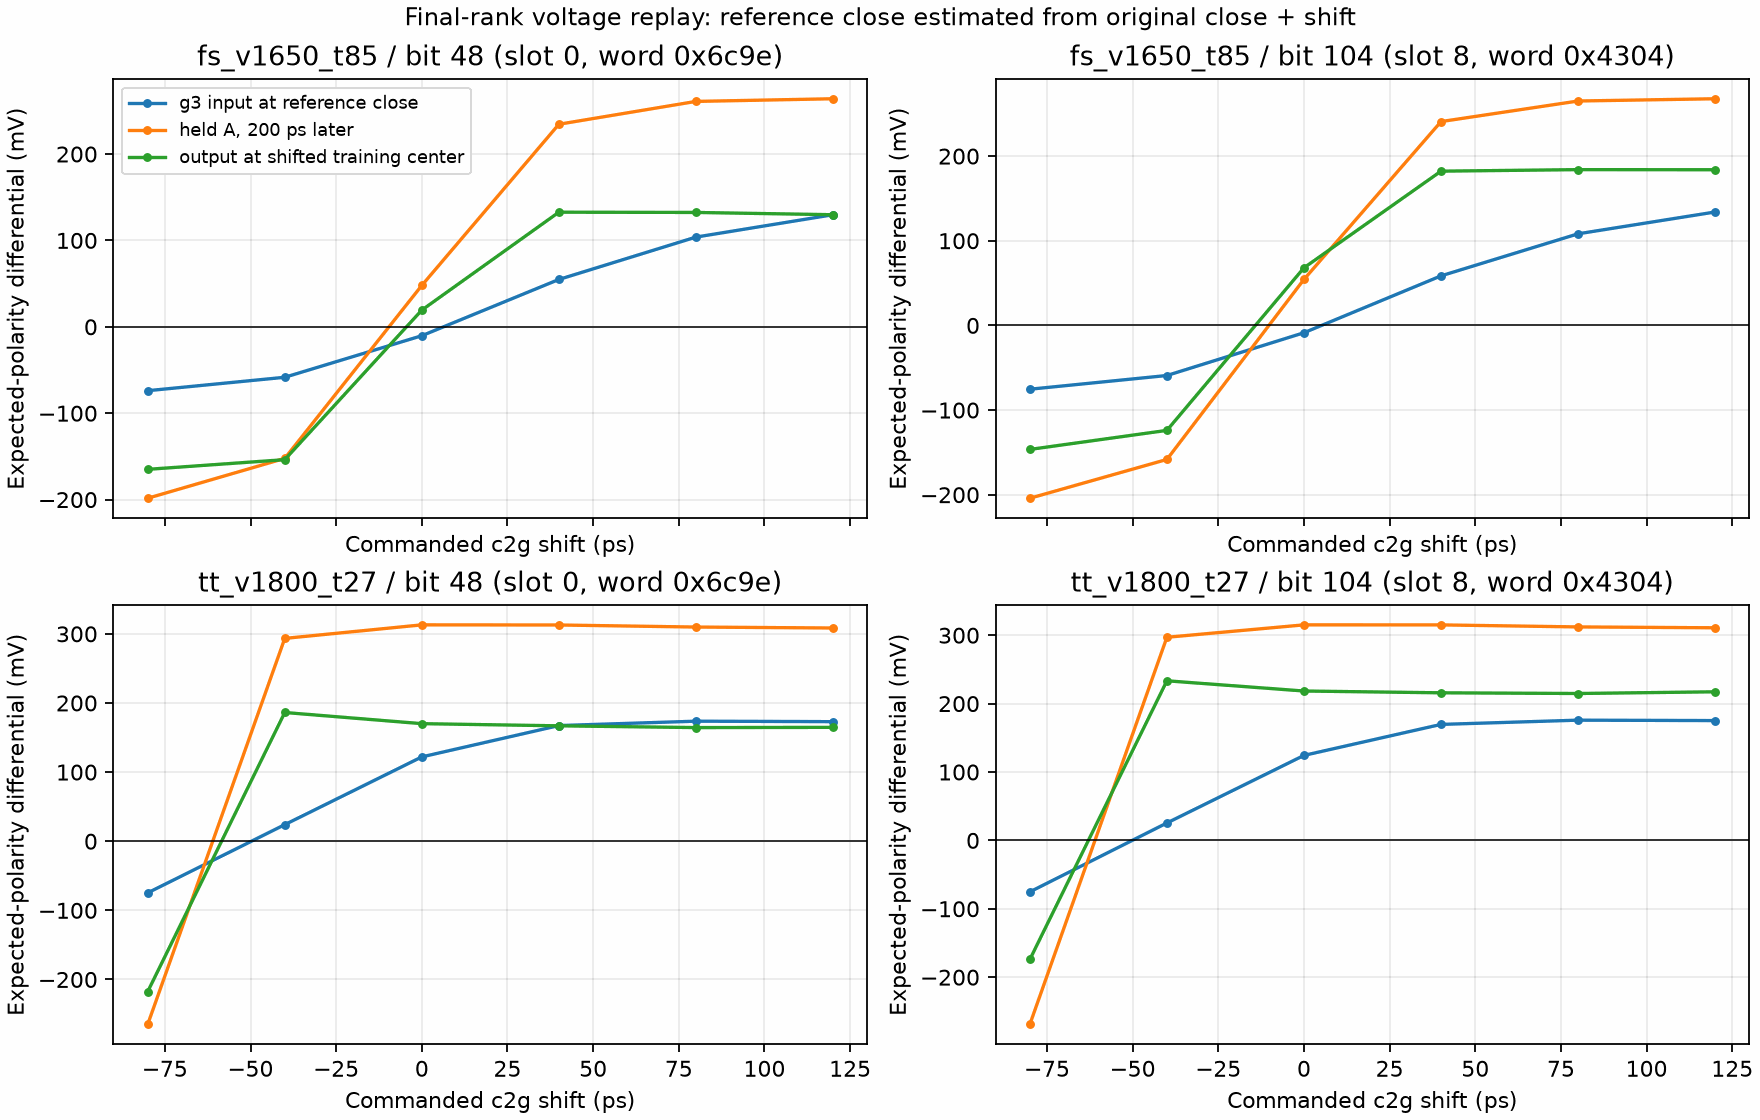 Final-rank voltage replay: reference close estimated from original close + shift
fs_v1650_t85 / bit 48 (slot 0, word 0x6c9e)
g3 input at reference close
held A, 200 ps later
output at shifted training center
Expected-polarity differential (mV)
200
100
0
−100
−200
Commanded c2g shift (ps)
fs_v1650_t85 / bit 104 (slot 8, word 0x4304)
Expected-polarity differential (mV)
200
100
0
−100
−200
Commanded c2g shift (ps)
tt_v1800_t27 / bit 48 (slot 0, word 0x6c9e)
Expected-polarity differential (mV)
300
200
100
0
−100
−200
−75 −50 −25 0 25 50 75 100 125
Commanded c2g shift (ps)
tt_v1800_t27 / bit 104 (slot 8, word 0x4304)
Expected-polarity differential (mV)
300
200
100
0
−100
−200
−75 −50 −25 0 25 50 75 100 125
Commanded c2g shift (ps)